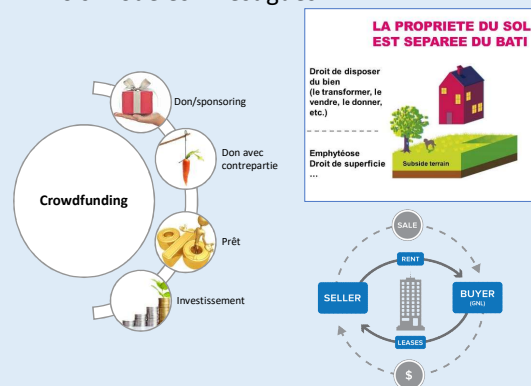 Crowdfunding
Don/sponsoring
Don avec
contrepartie
Prêt
Investissement
LA PROPRIETE DU SOL
EST SEPAREE DU BATI
Droit de disposer
du bien
(le transformer, le
vendre, le donner,
etc.)
Emphytéose
Droit de superficie
...
Subside terrain
SALE
RENT
SELLER
BUYER
(GNL)
LEASES
$